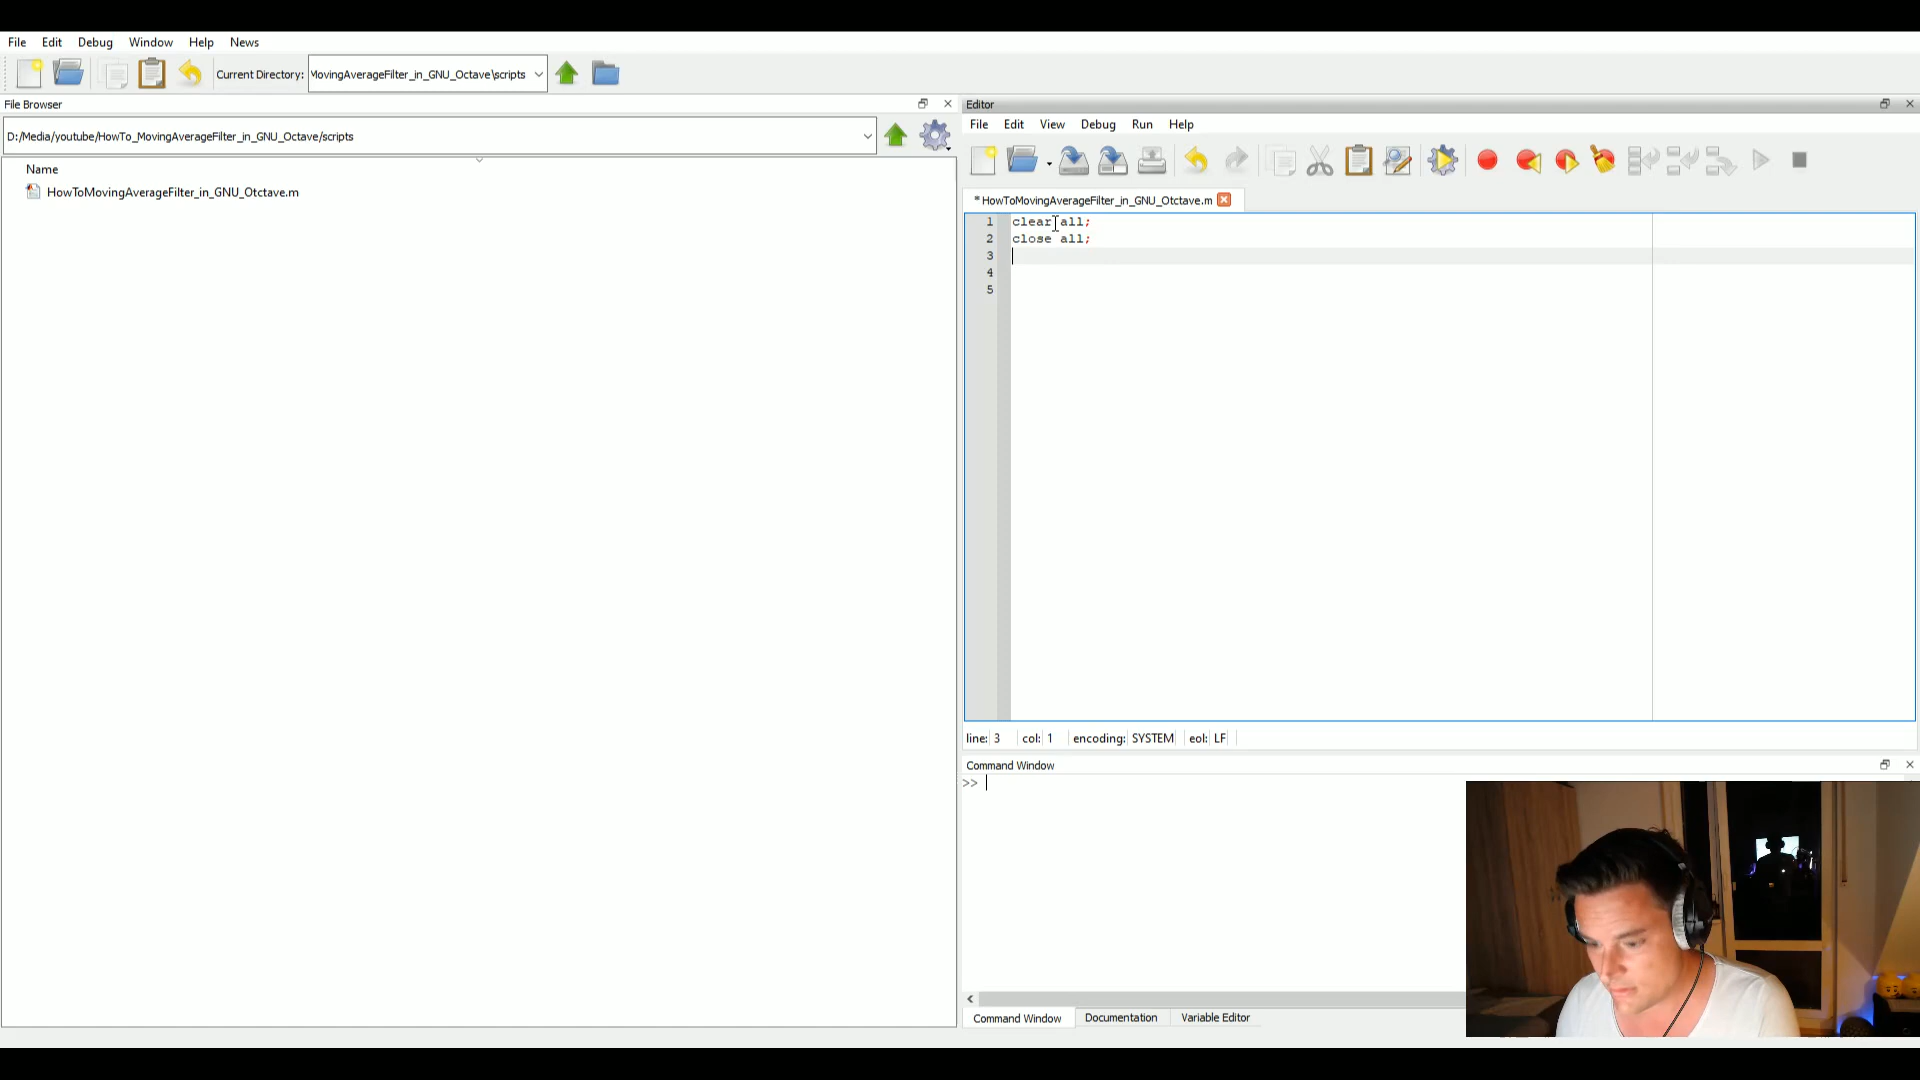 File Edit Debug Window Help News
Current Directory: MovingAverageFilter_in_GNU_Octave\scripts
File Browser
D:/Media/youtube/HowTo_MovingAverageFilter_in_GNU_Octave/scripts
Name
HowToMovingAverageFilter_in_GNU_Otctave.m
Editor
File Edit View Debug Run Help
* HowToMovingAverageFilter_in_GNU_Otctave.m
1 clear all;
2 close all;
3
4
5
line: 3 col: 1 encoding: SYSTEM eol: LF
Command Window
>>
Command Window Documentation Variable Editor